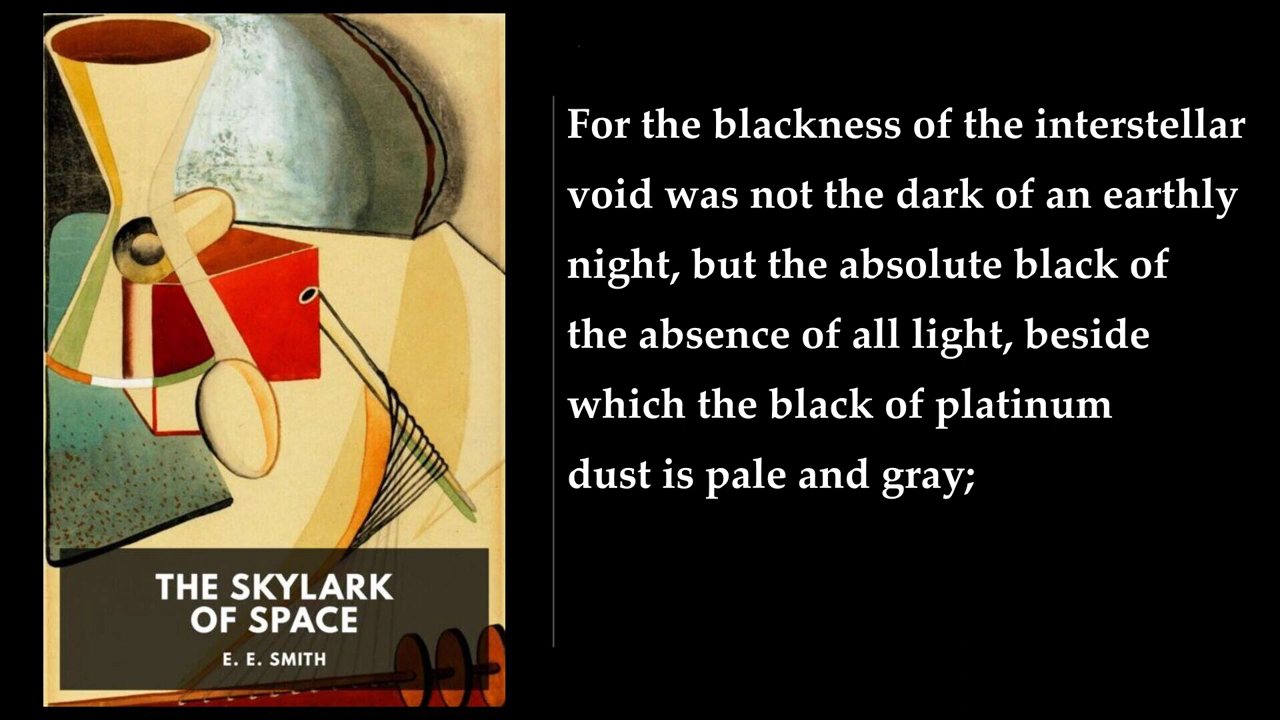 For the blackness of the interstellar
void was not the dark of an earthly
night, but the absolute black of
the absence of all light, beside
which the black of platinum
dust is pale and gray;
THE SKYLARK
OF SPACE
E. E. SMITH